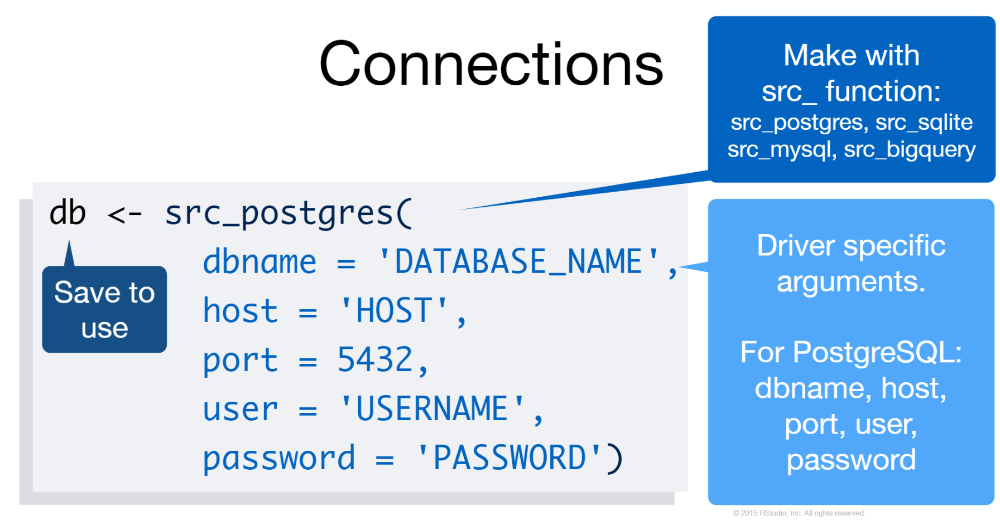 Connections
Make with
src_ function:
src_postgres, src_sqlite
src_mysql, src_bigquery
db <- src_postgres(
dbname = 'DATABASE_NAME',
host = 'HOST',
port = 5432,
user = 'USERNAME',
password = 'PASSWORD')
Save to
use
Driver specific
arguments.
For PostgreSQL:
dbname, host,
port, user,
password
© 2015 RStudio, Inc. All rights reserved.